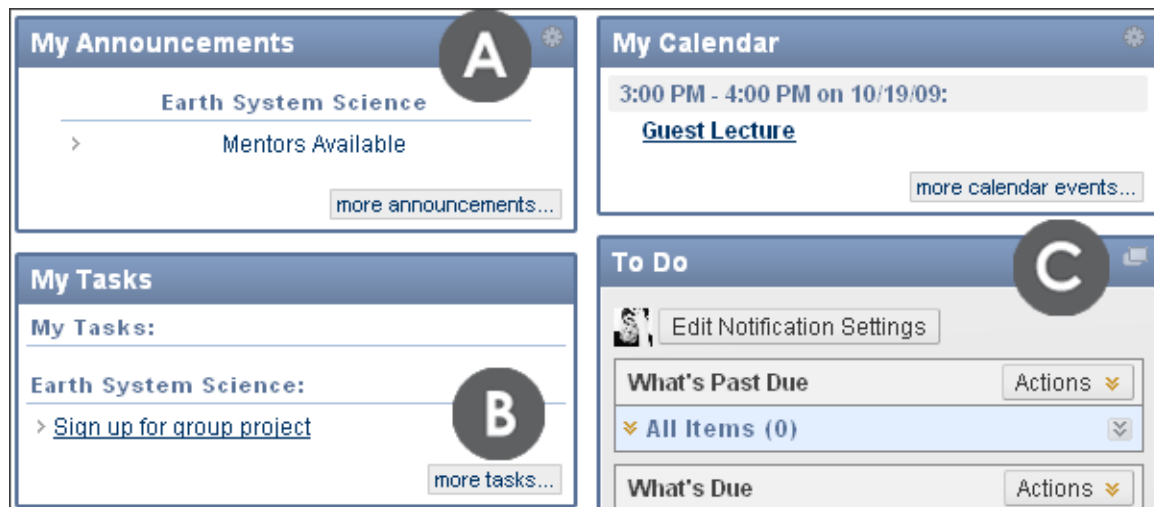 My Announcements
A
Earth System Science
Mentors Available
more announcements...
My Tasks
My Tasks:
Earth System Science:
Sign up for group project
B
more tasks...
My Calendar
3:00 PM - 4:00 PM on 10/19/09:
Guest Lecture
more calendar events...
To Do
C
Edit Notification Settings
What's Past Due
Actions
All Items (0)
What's Due
Actions